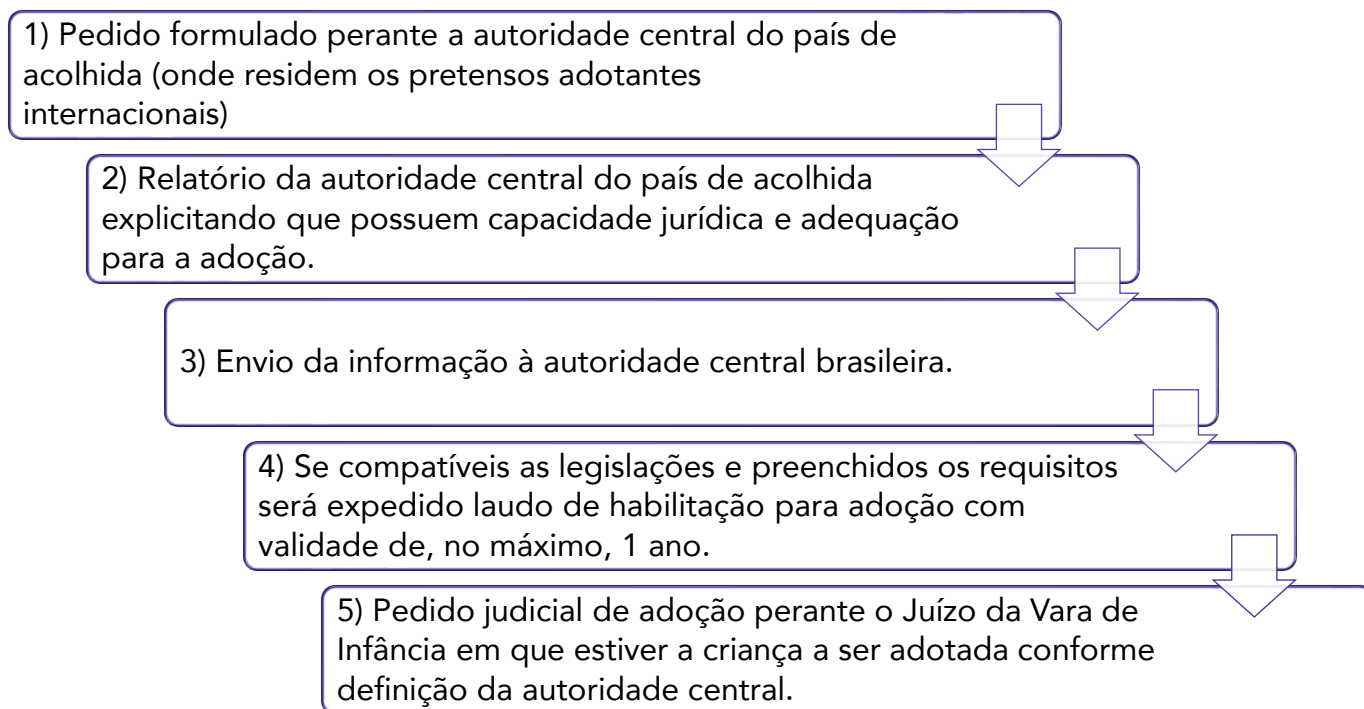 1) Pedido formulado perante a autoridade central do país de
acolhida (onde residem os pretensos adotantes
internacionais)
2) Relatório da autoridade central do país de acolhida
explicitando que possuem capacidade jurídica e adequação
para a adoção.
3) Envio da informação à autoridade central brasileira.
4) Se compatíveis as legislações e preenchidos os requisitos
será expedido laudo de habilitação para adoção com
validade de, no máximo, 1 ano.
5) Pedido judicial de adoção perante o Juízo da Vara de
Infância em que estiver a criança a ser adotada conforme
definição da autoridade central.